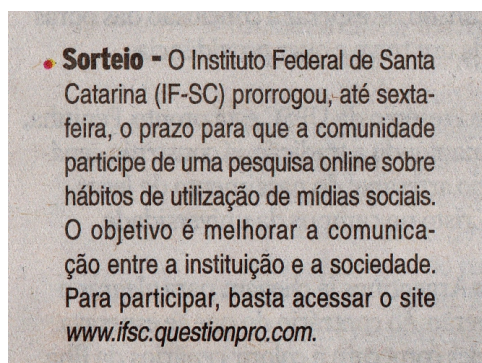 • Sorteio - O Instituto Federal de Santa
Catarina (IF-SC) prorrogou, até sexta-
feira, o prazo para que a comunidade
participe de uma pesquisa online sobre
hábitos de utilização de mídias sociais.
O objetivo é melhorar a comunica-
ção entre a instituição e a sociedade.
Para participar, basta acessar o site
www.ifsc.questionpro.com.